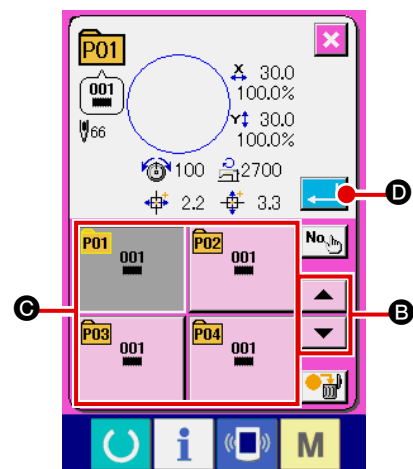 P01
001
66
X 30.0
100.0%
Y 30.0
100.0%
100 2700
2.2 3.3
D
No.
P01 001
P02 001
C
B
P03 001
P04 001
i M